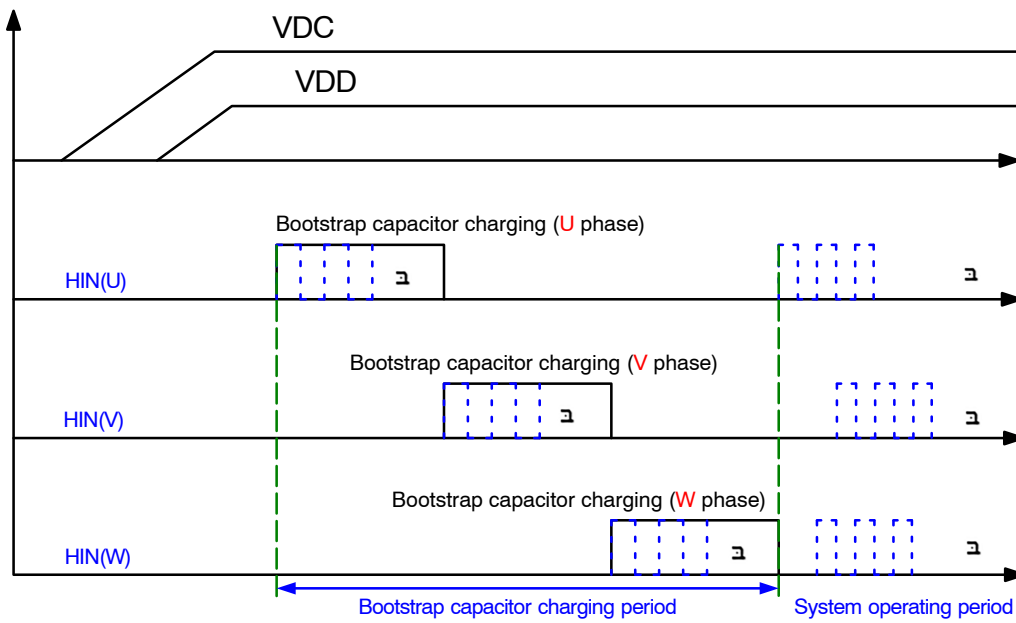 VDC
VDD
Bootstrap capacitor charging (U phase)
HIN(U)
בּ
בּ
Bootstrap capacitor charging (V phase)
HIN(V)
בּ
בּ
Bootstrap capacitor charging (W phase)
HIN(W)
בּ
בּ
Bootstrap capacitor charging period
System operating period